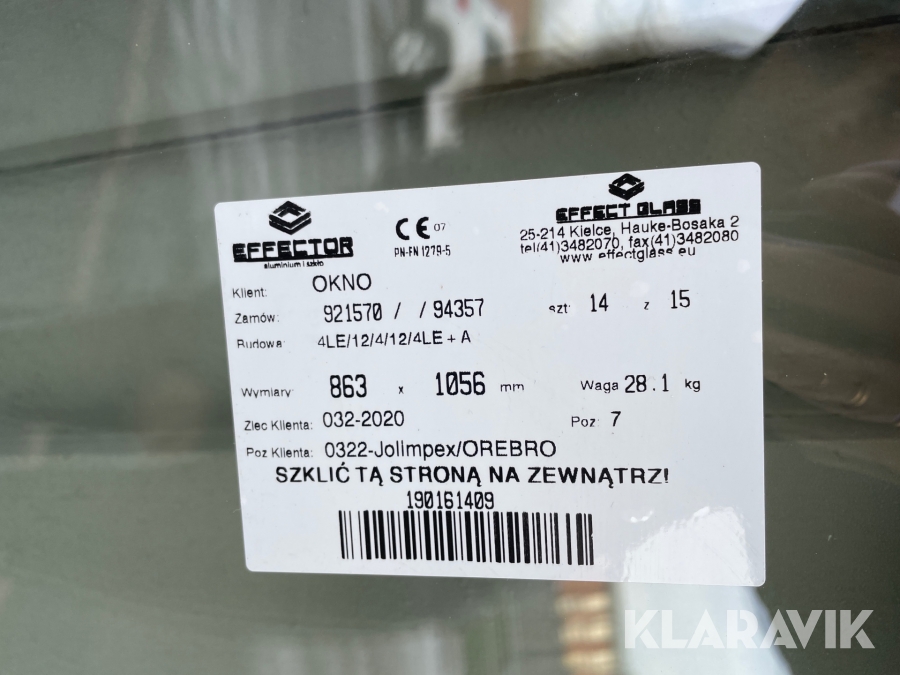 EFFECTOR
aluminium i szkło
CE 07
PN-EN 1279-5
EFFECT GLASS
25-214 Kielce, Hauke-Bosaka 2
tel(41)3482070, fax(41)3482080
www.effectglass.eu
Klient: OKNO
Zamów: 921570 / / 94357 szt: 14 z 15
Budowa: 4LE/12/4/12/4LE + A
Wymiary: 863 x 1056 mm Waga 28.1 kg
Zlec Klienta: 032-2020 Poz: 7
Poz Klienta: 0322-Jolimpex/OREBRO
SZKLIĆ TĄ STRONĄ NA ZEWNĄTRZ!
190161409
KLARAVIK